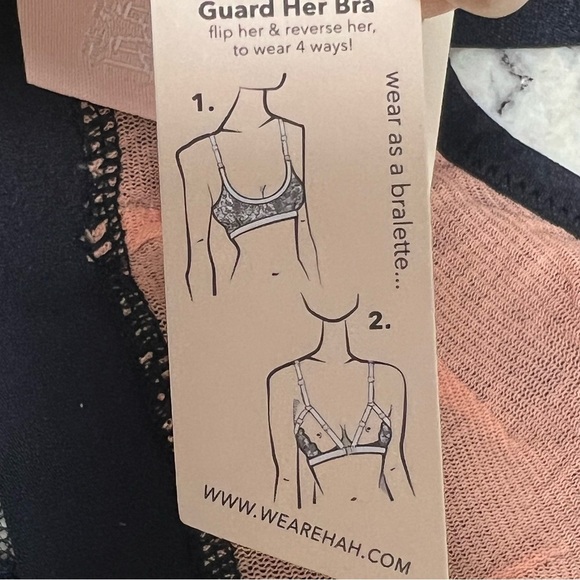 Guard Her Bra
flip her & reverse her,
to wear 4 ways!
1.
wear as a bralette...
2.
WWW.WEAREHAH.COM